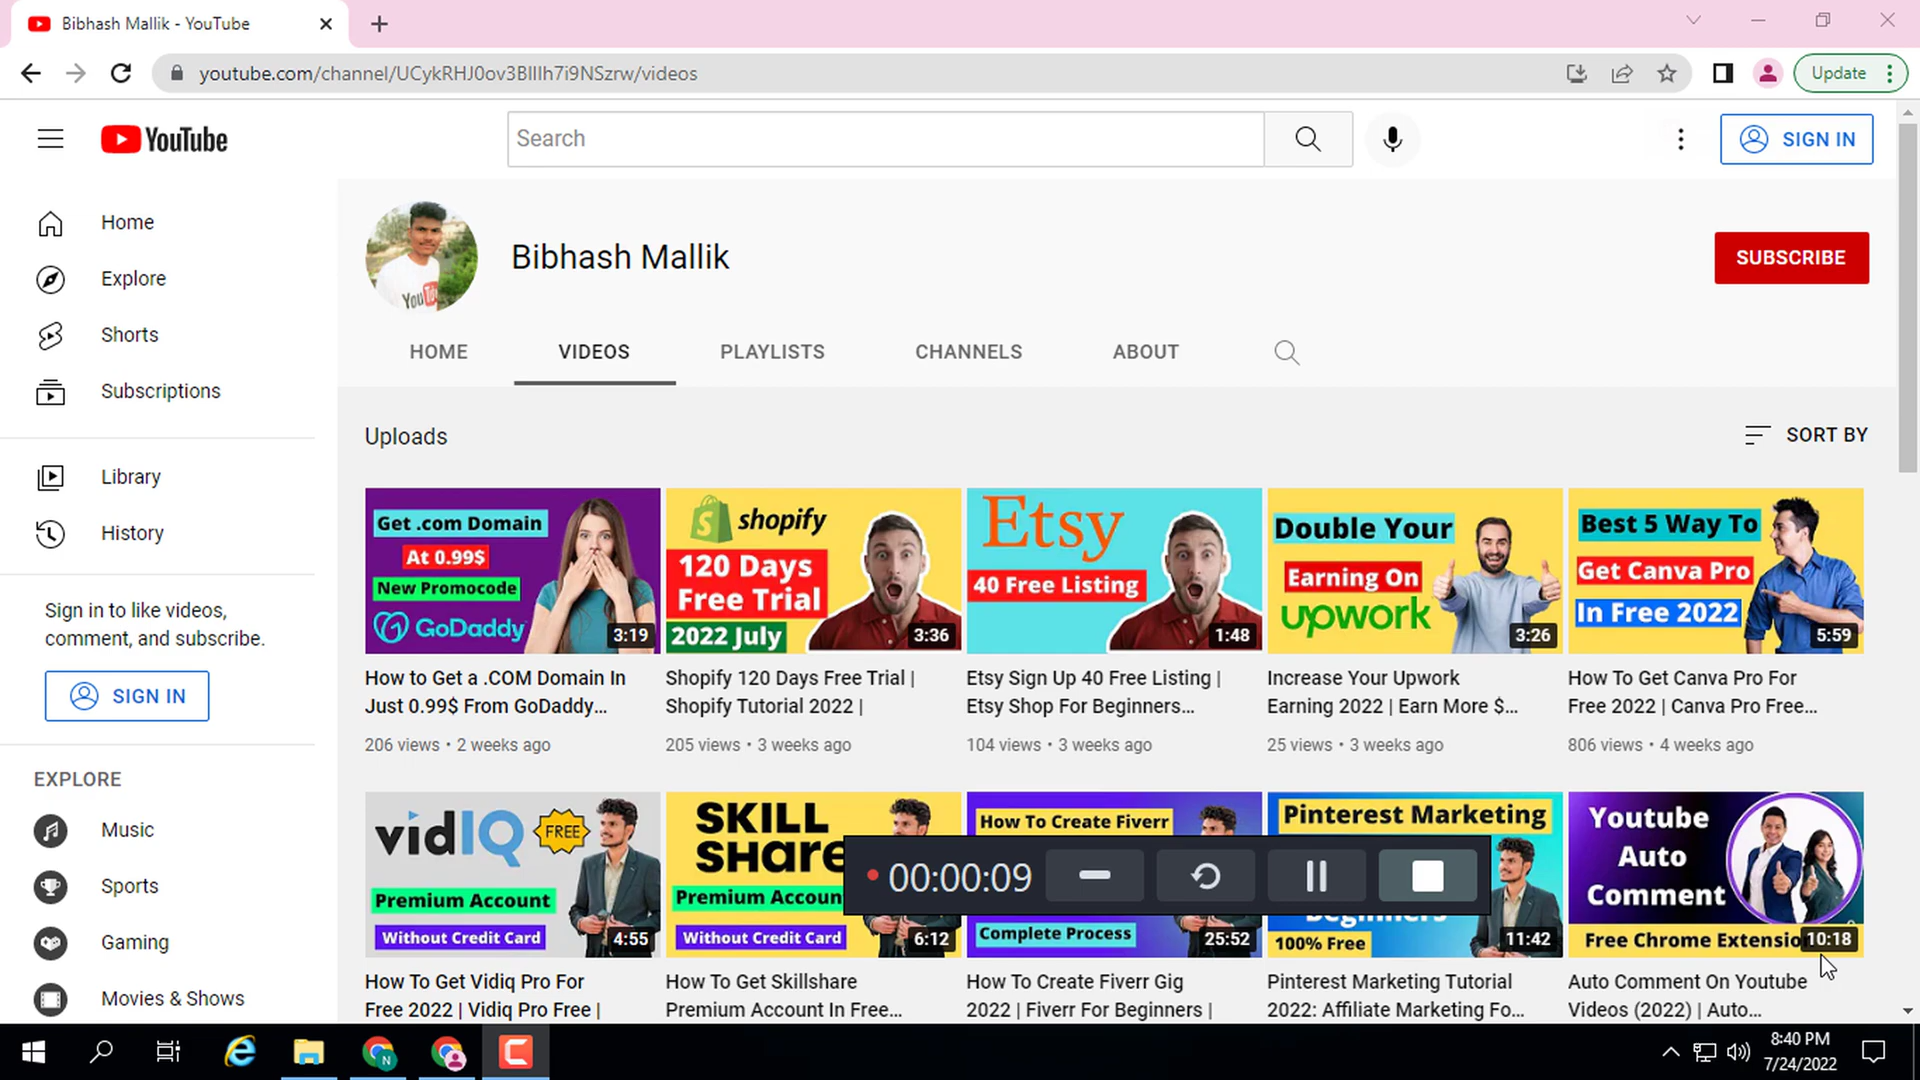 Bibhash Mallik - YouTube
youtube.com/channel/UCykRHJ0ov3BIIIh7i9NSzrw/videos
Update
YouTube
Search
SIGN IN
Home
Explore
Shorts
Subscriptions
Library
History
Sign in to like videos,
comment, and subscribe.
SIGN IN
EXPLORE
Music
Sports
Gaming
Movies & Shows
Bibhash Mallik
SUBSCRIBE
HOME
VIDEOS
PLAYLISTS
CHANNELS
ABOUT
Uploads
SORT BY
Get .com Domain
At 0.99$
New Promocode
GoDaddy
3:19
How to Get a .COM Domain In
Just 0.99$ From GoDaddy...
206 views • 2 weeks ago
shopify
120 Days
Free Trial
2022 July
3:36
Shopify 120 Days Free Trial |
Shopify Tutorial 2022 |
205 views • 3 weeks ago
Etsy
40 Free Listing
1:48
Etsy Sign Up 40 Free Listing |
Etsy Shop For Beginners...
104 views • 3 weeks ago
Double Your
Earning On
upwork
3:26
Increase Your Upwork
Earning 2022 | Earn More $...
25 views • 3 weeks ago
Best 5 Way To
Get Canva Pro
In Free 2022
5:59
How To Get Canva Pro For
Free 2022 | Canva Pro Free...
806 views • 4 weeks ago
vidIQ
FREE
Premium Account
Without Credit Card
4:55
How To Get Vidiq Pro For
Free 2022 | Vidiq Pro Free |
SKILL
SHARE
Premium Accoun
Without Credit Card
6:12
How To Get Skillshare
Premium Account In Free...
How To Create Fiverr
Complete Process
25:52
How To Create Fiverr Gig
2022 | Fiverr For Beginners |
Pinterest Marketing
Beginners
100% Free
11:42
Pinterest Marketing Tutorial
2022: Affiliate Marketing Fo...
Youtube
Auto
Comment
Free Chrome Extensio
10:18
Auto Comment On Youtube
Videos (2022) | Auto...
00:00:09
8:40 PM
7/24/2022